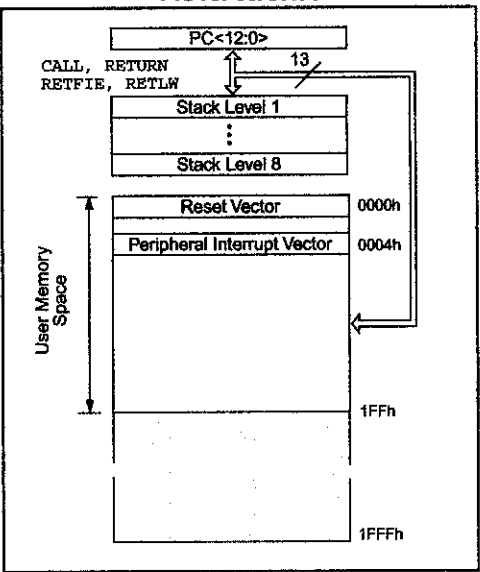 PC<12:0>
CALL, RETURN
RETFIE, RETLW
13
Stack Level 1
Stack Level 8
Reset Vector
0000h
Peripheral Interrupt Vector
0004h
User Memory
Space
1FFh
1FFFh